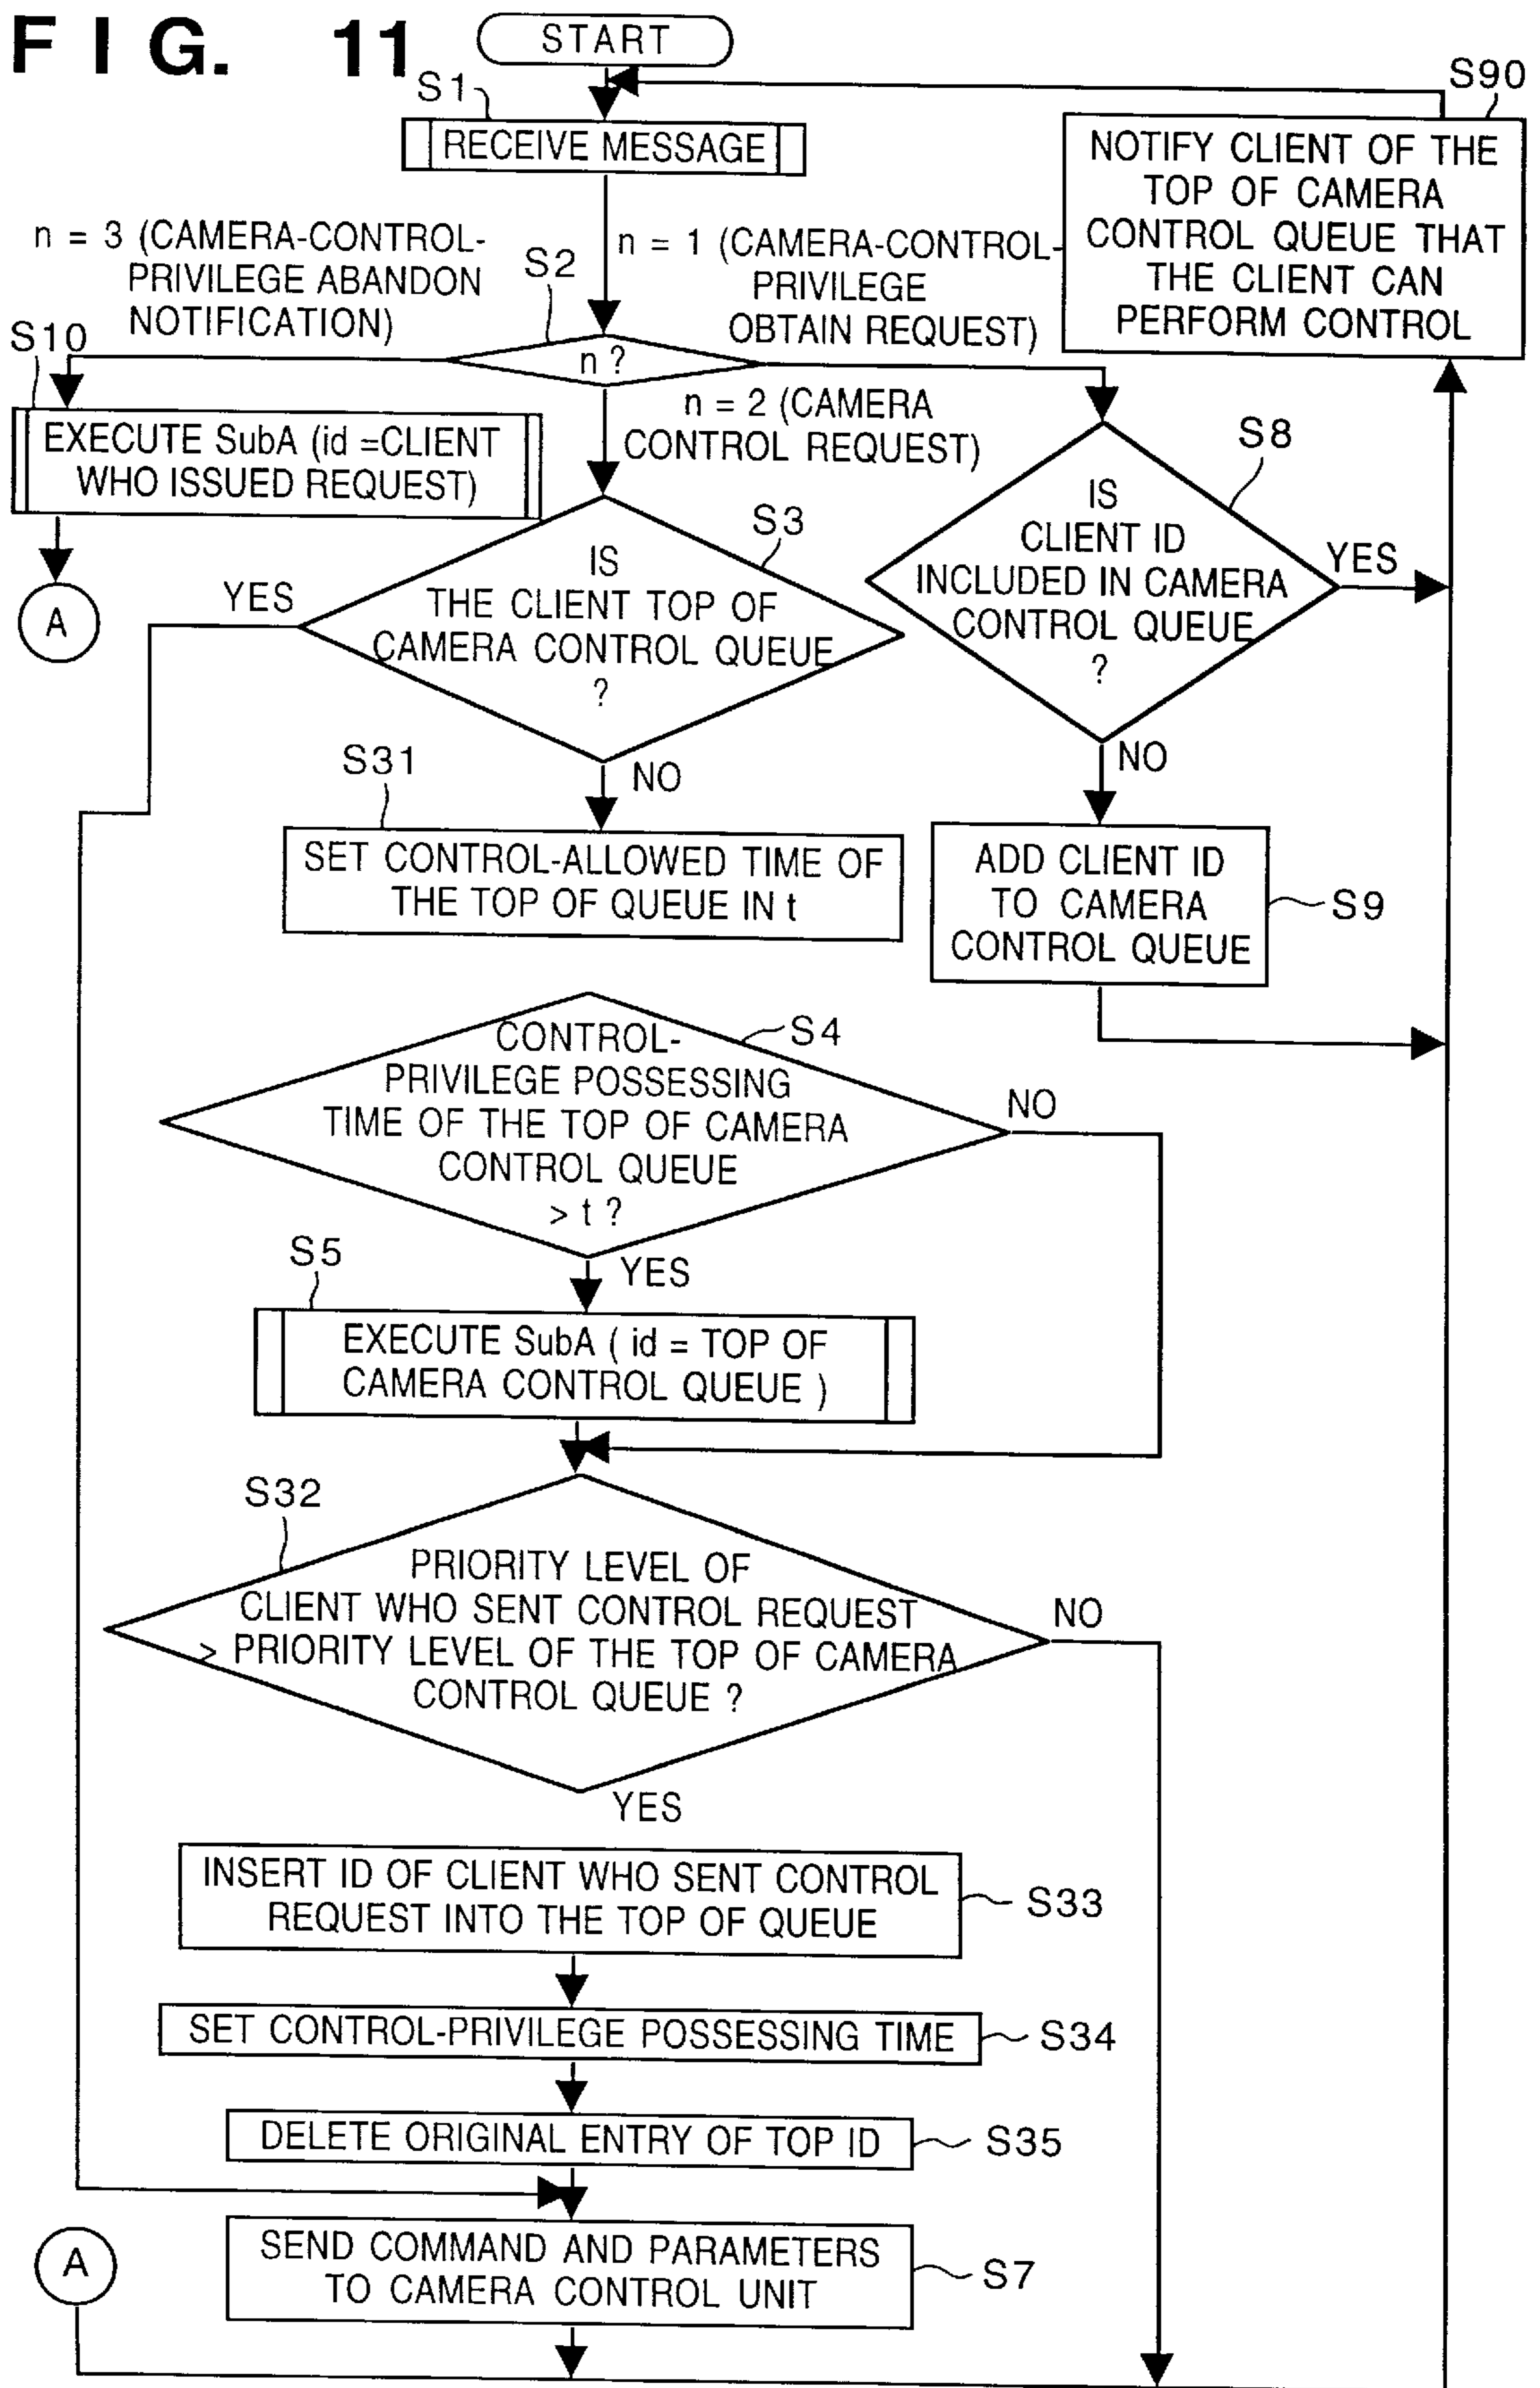 FIG. 11
START
S1
RECEIVE MESSAGE
S90
NOTIFY CLIENT OF THE
TOP OF CAMERA
CONTROL QUEUE THAT
THE CLIENT CAN
PERFORM CONTROL
n = 3 (CAMERA-CONTROL-
PRIVILEGE ABANDON
NOTIFICATION)
S2
n = 1 (CAMERA-CONTROL-
PRIVILEGE
OBTAIN REQUEST)
n ?
n = 2 (CAMERA
CONTROL REQUEST)
S10
EXECUTE SubA (id =CLIENT
WHO ISSUED REQUEST)
A
S3
IS
THE CLIENT TOP OF
CAMERA CONTROL QUEUE
?
YES
NO
S8
IS
CLIENT ID
INCLUDED IN CAMERA
CONTROL QUEUE
?
YES
NO
S31
SET CONTROL-ALLOWED TIME OF
THE TOP OF QUEUE IN t
ADD CLIENT ID
TO CAMERA
CONTROL QUEUE
S9
CONTROL-
PRIVILEGE POSSESSING
TIME OF THE TOP OF CAMERA
CONTROL QUEUE
> t ?
S4
NO
YES
S5
EXECUTE SubA ( id = TOP OF
CAMERA CONTROL QUEUE )
S32
PRIORITY LEVEL OF
CLIENT WHO SENT CONTROL REQUEST
> PRIORITY LEVEL OF THE TOP OF CAMERA
CONTROL QUEUE ?
NO
YES
INSERT ID OF CLIENT WHO SENT CONTROL
REQUEST INTO THE TOP OF QUEUE
S33
SET CONTROL-PRIVILEGE POSSESSING TIME
S34
DELETE ORIGINAL ENTRY OF TOP ID
S35
A
SEND COMMAND AND PARAMETERS
TO CAMERA CONTROL UNIT
S7